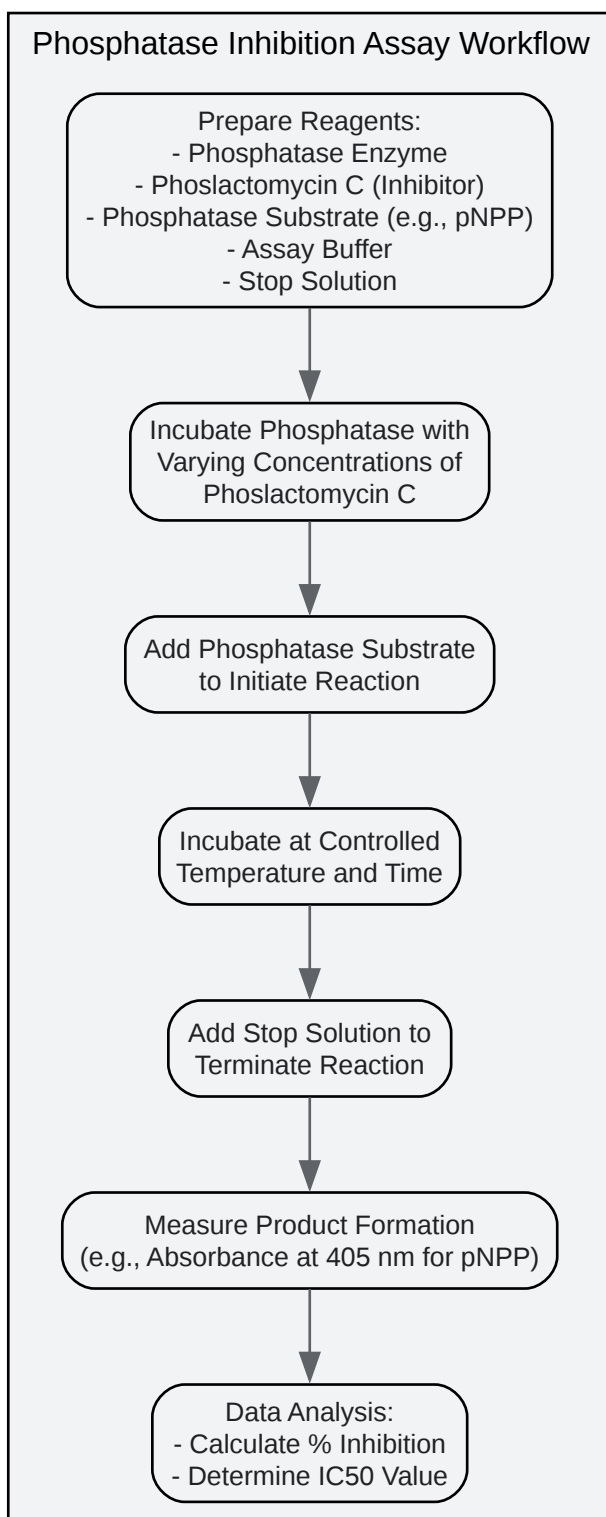 Phosphatase Inhibition Assay Workflow
Prepare Reagents:
- Phosphatase Enzyme
- Phoslactomycin C (Inhibitor)
- Phosphatase Substrate (e.g., pNPP)
- Assay Buffer
- Stop Solution
Incubate Phosphatase with
Varying Concentrations of
Phoslactomycin C
Add Phosphatase Substrate
to Initiate Reaction
Incubate at Controlled
Temperature and Time
Add Stop Solution to
Terminate Reaction
Measure Product Formation
(e.g., Absorbance at 405 nm for pNPP)
Data Analysis:
- Calculate % Inhibition
- Determine IC50 Value